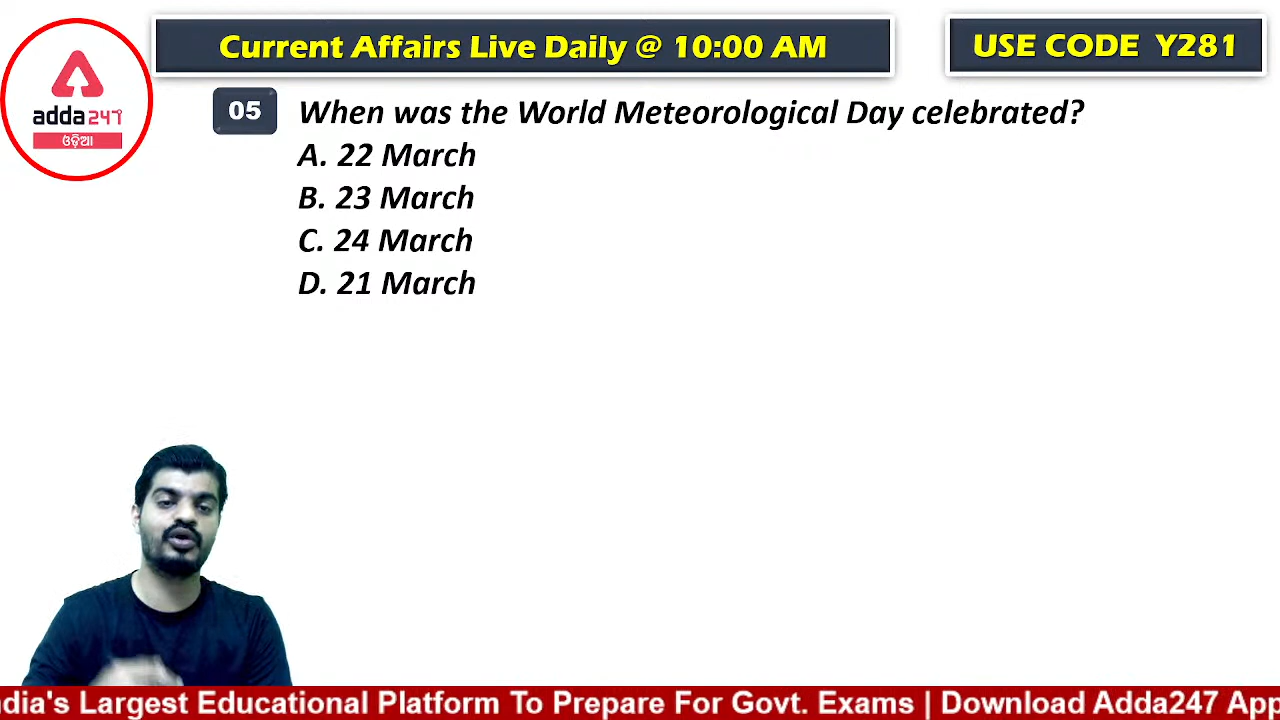 Current Affairs Live Daily @ 10:00 AM
USE CODE Y281
adda247
ଓଡ଼ିଆ
05 When was the World Meteorological Day celebrated?
A. 22 March
B. 23 March
C. 24 March
D. 21 March
ndia's Largest Educational Platform To Prepare For Govt. Exams | Download Adda247 App